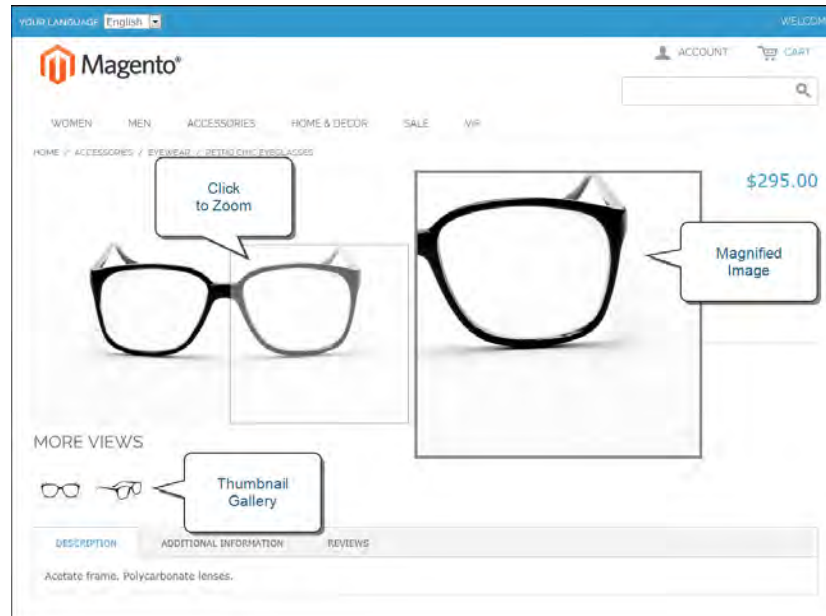 YOUR LANGUAGE English
WELCOM
Magento®
ACCOUNT CART
WOMEN MEN ACCESSORIES HOME & DECOR SALE VIP
HOME / ACCESSORIES / EYEWEAR / RETRO CHIC EYEGLASSES
Click
to Zoom
$295.00
Magnified
Image
MORE VIEWS
Thumbnail
Gallery
DESCRIPTION ADDITIONAL INFORMATION REVIEWS
Acetate frame. Polycarbonate lenses.